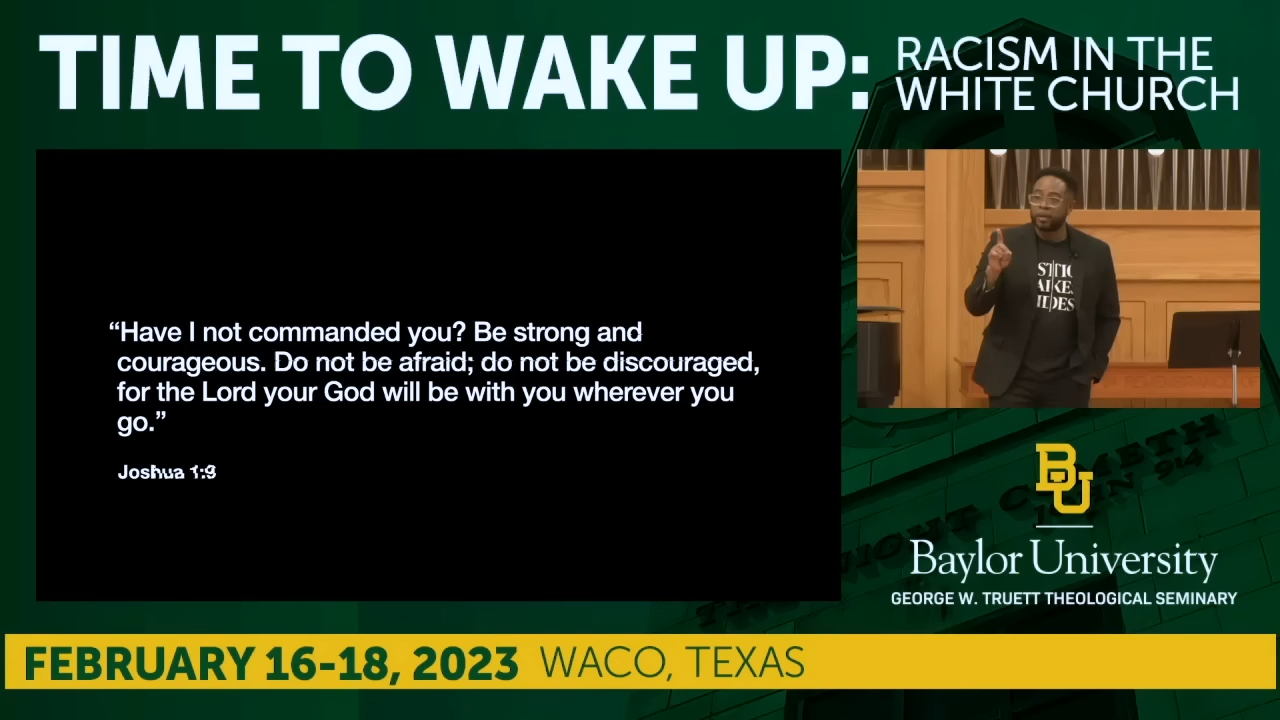 TIME TO WAKE UP:
RACISM IN THE
WHITE CHURCH
“Have I not commanded you? Be strong and
courageous. Do not be afraid; do not be discouraged,
for the Lord your God will be with you wherever you
go.”
Joshua 1:9
BU
Baylor University
GEORGE W. TRUETT THEOLOGICAL SEMINARY
FEBRUARY 16-18, 2023 WACO, TEXAS